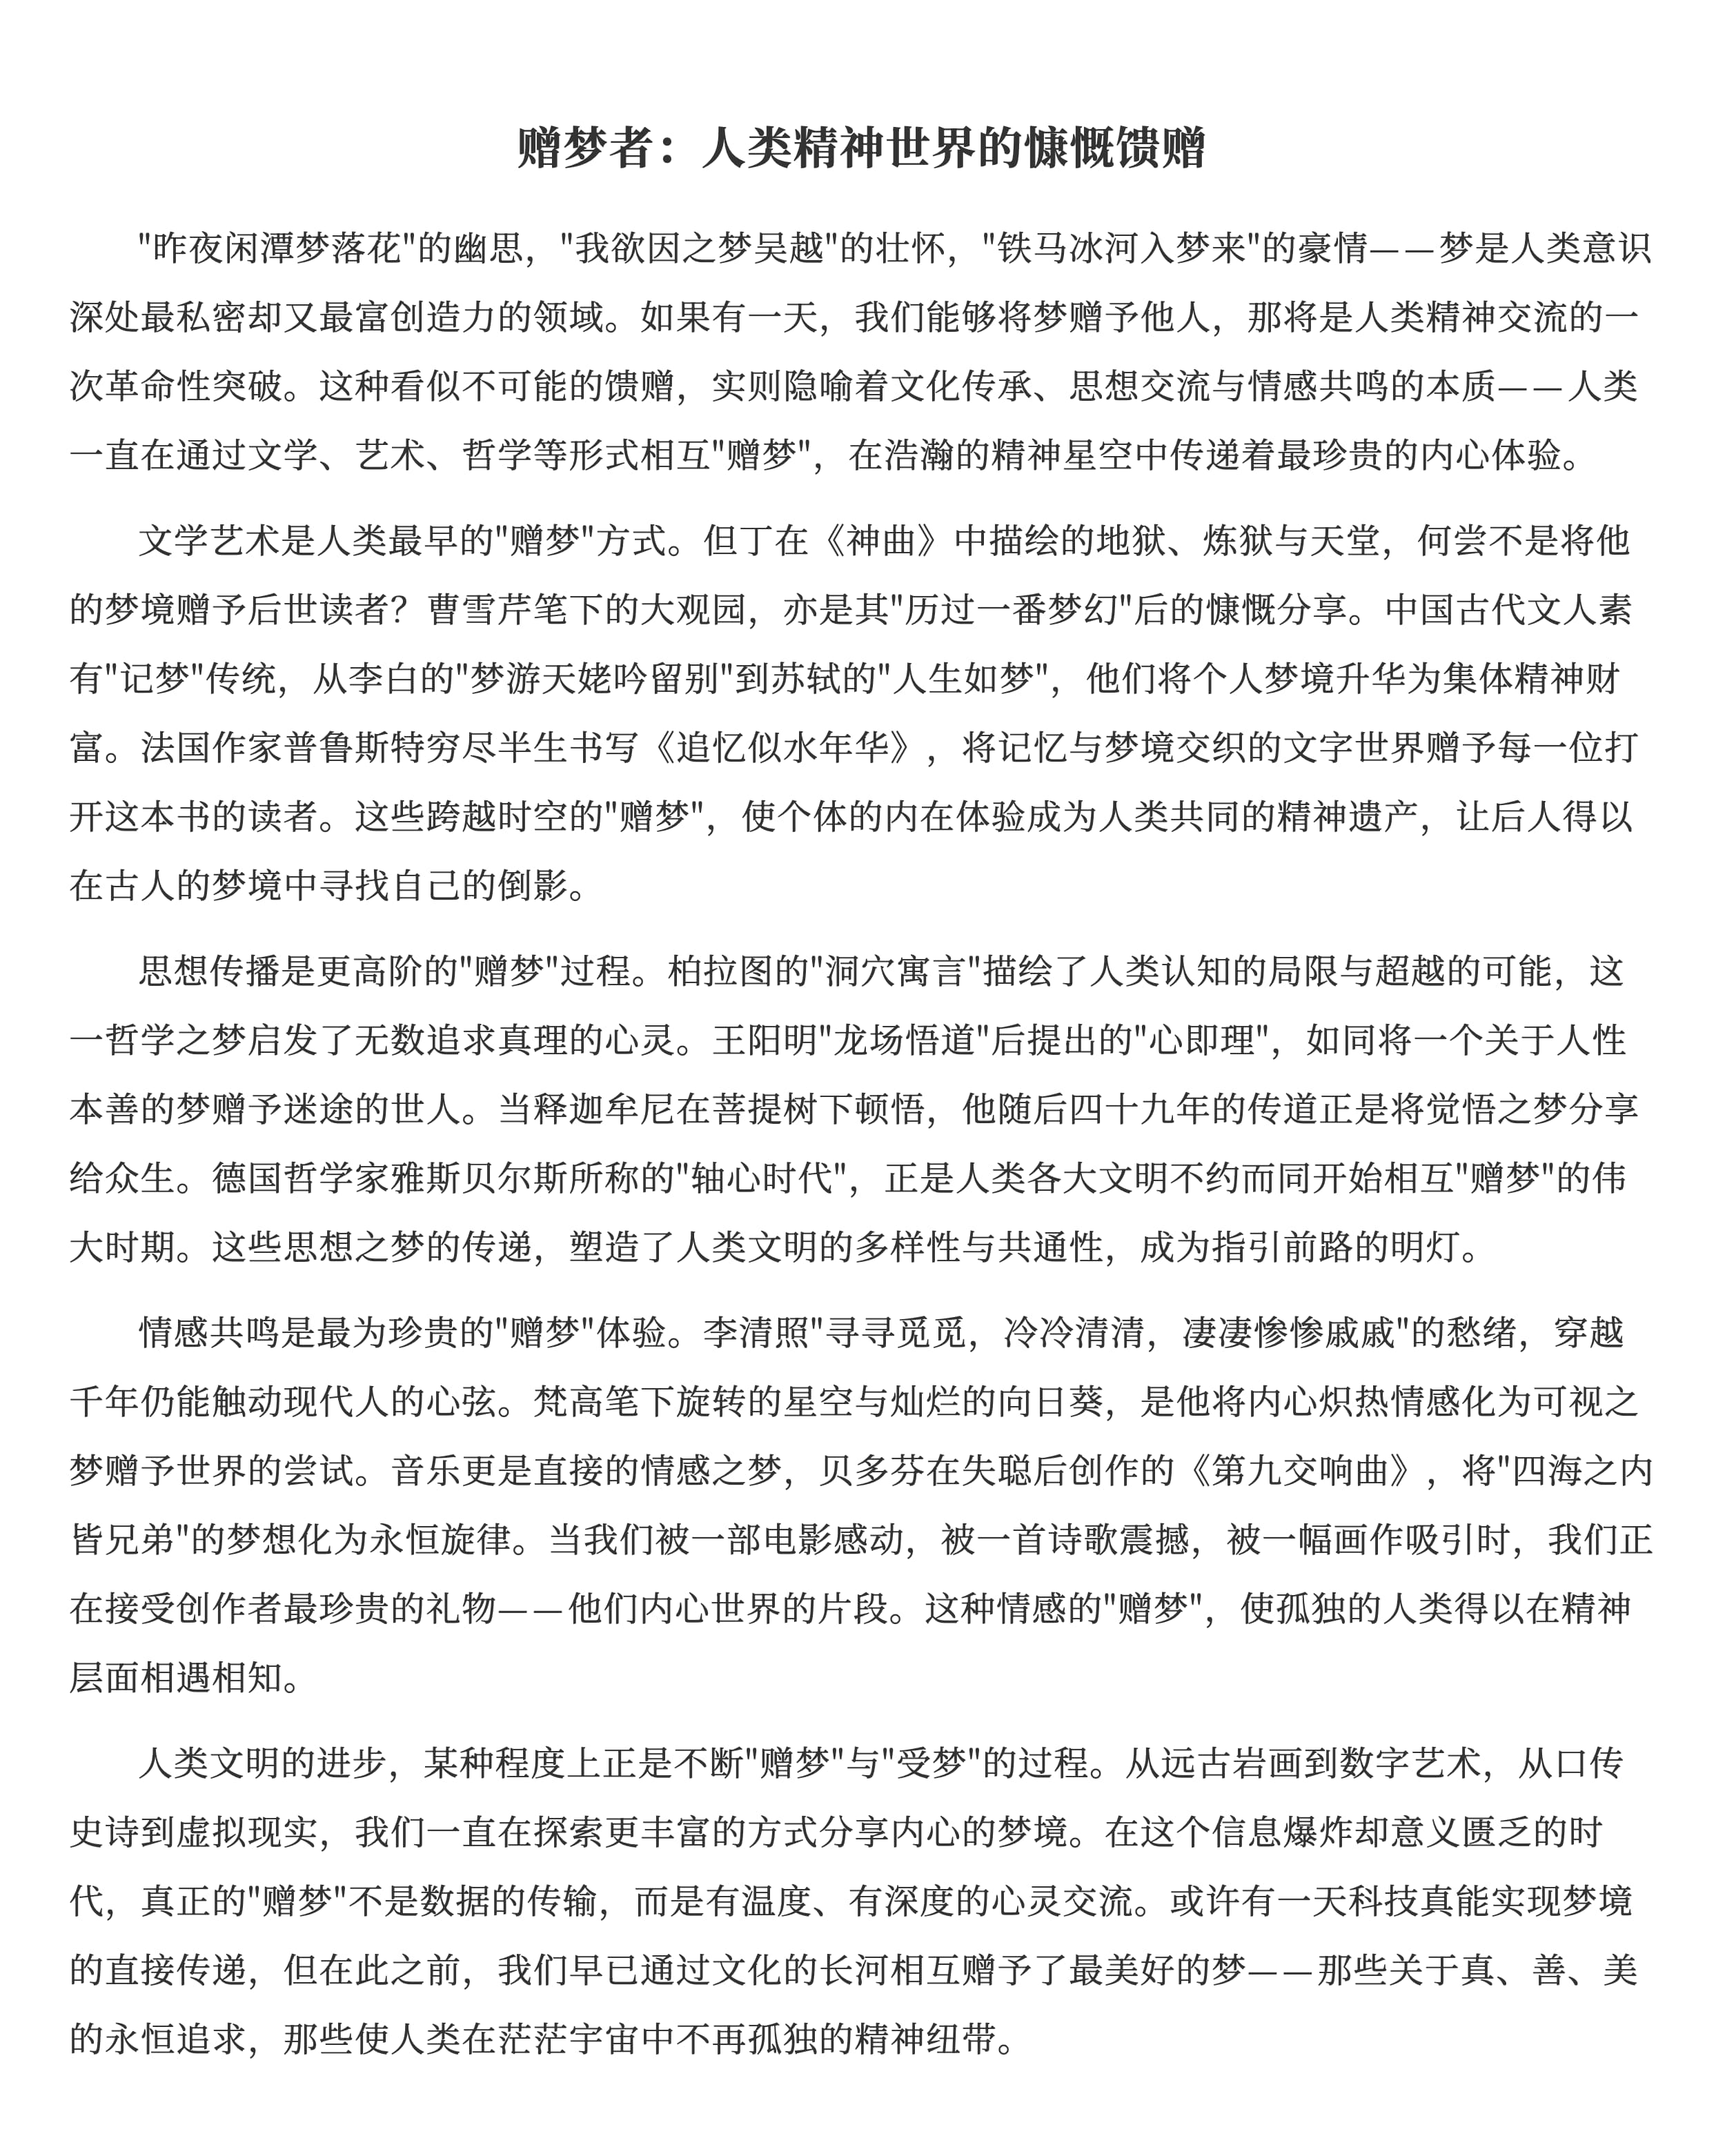 赠梦者：人类精神世界的慷慨馈赠
"昨夜闲潭梦落花"的幽思，"我欲因之梦吴越"的壮怀，"铁马冰河入梦来"的豪情——梦是人类意识
深处最私密却又最富创造力的领域。如果有一天，我们能够将梦赠予他人，那将是人类精神交流的一
次革命性突破。这种看似不可能的馈赠，实则隐喻着文化传承、思想交流与情感共鸣的本质——人类
一直在通过文学、艺术、哲学等形式相互"赠梦"，在浩瀚的精神星空中传递着最珍贵的内心体验。
文学艺术是人类最早的"赠梦"方式。但丁在《神曲》中描绘的地狱、炼狱与天堂，何尝不是将他
的梦境赠予后世读者？曹雪芹笔下的大观园，亦是其"历过一番梦幻"后的慷慨分享。中国古代文人素
有"记梦"传统，从李白的"梦游天姥吟留别"到苏轼的"人生如梦"，他们将个人梦境升华为集体精神财
富。法国作家普鲁斯特穷尽半生书写《追忆似水年华》，将记忆与梦境交织的文字世界赠予每一位打
开这本书的读者。这些跨越时空的"赠梦"，使个体的内在体验成为人类共同的精神遗产，让后人得以
在古人的梦境中寻找自己的倒影。
思想传播是更高阶的"赠梦"过程。柏拉图的"洞穴寓言"描绘了人类认知的局限与超越的可能，这
一哲学之梦启发了无数追求真理的心灵。王阳明"龙场悟道"后提出的"心即理"，如同将一个关于人性
本善的梦赠予迷途的世人。当释迦牟尼在菩提树下顿悟，他随后四十九年的传道正是将觉悟之梦分享
给众生。德国哲学家雅斯贝尔斯所称的"轴心时代"，正是人类各大文明不约而同开始相互"赠梦"的伟
大时期。这些思想之梦的传递，塑造了人类文明的多样性与共通性，成为指引前路的明灯。
情感共鸣是最为珍贵的"赠梦"体验。李清照"寻寻觅觅，冷冷清清，凄凄惨惨戚戚"的愁绪，穿越
千年仍能触动现代人的心弦。梵高笔下旋转的星空与灿烂的向日葵，是他将内心炽热情感化为可视之
梦赠予世界的尝试。音乐更是直接的情感之梦，贝多芬在失聪后创作的《第九交响曲》，将"四海之内
皆兄弟"的梦想化为永恒旋律。当我们被一部电影感动，被一首诗歌震撼，被一幅画作吸引时，我们正
在接受创作者最珍贵的礼物——他们内心世界的片段。这种情感的"赠梦"，使孤独的人类得以在精神
层面相遇相知。
人类文明的进步，某种程度上正是不断"赠梦"与"受梦"的过程。从远古岩画到数字艺术，从口传
史诗到虚拟现实，我们一直在探索更丰富的方式分享内心的梦境。在这个信息爆炸却意义匮乏的时
代，真正的"赠梦"不是数据的传输，而是有温度、有深度的心灵交流。或许有一天科技真能实现梦境
的直接传递，但在此之前，我们早已通过文化的长河相互赠予了最美好的梦——那些关于真、善、美
的永恒追求，那些使人类在茫茫宇宙中不再孤独的精神纽带。